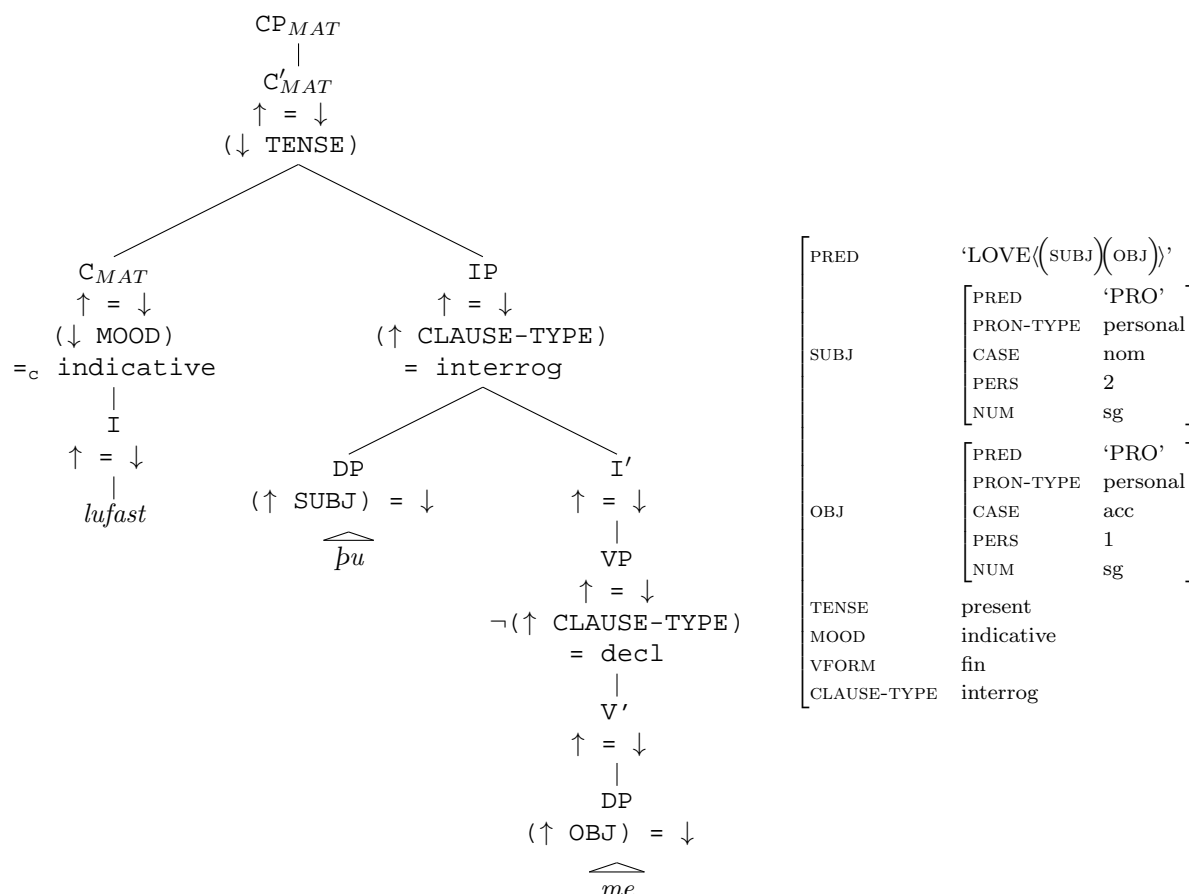 CP_MAT
C′_MAT
↑ = ↓
(↓ TENSE)
C_MAT
↑ = ↓
(↓ MOOD)
=c indicative
I
↑ = ↓
lufast
IP
↑ = ↓
(↑ CLAUSE-TYPE)
= interrog
DP
(↑ SUBJ) = ↓
þu
I′
↑ = ↓
VP
↑ = ↓
¬(↑ CLAUSE-TYPE)
= decl
V′
↑ = ↓
DP
(↑ OBJ) = ↓
me
PRED ‘LOVE⟨(SUBJ)(OBJ)⟩’
PRED ‘PRO’
PRON-TYPE personal
SUBJ CASE nom
PERS 2
NUM sg
PRED ‘PRO’
PRON-TYPE personal
OBJ CASE acc
PERS 1
NUM sg
TENSE present
MOOD indicative
VFORM fin
CLAUSE-TYPE interrog